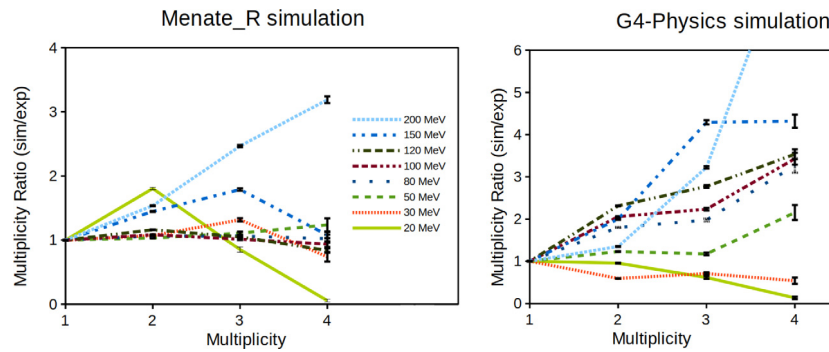 Menate_R simulation
4
3
2
1
0
Multiplicity Ratio (sim/exp)
200 MeV
150 MeV
120 MeV
100 MeV
80 MeV
50 MeV
30 MeV
20 MeV
1 2 3 4
Multiplicity
G4-Physics simulation
6
5
4
3
2
1
0
Multiplicity Ratio (sim/exp)
1 2 3 4
Multiplicity